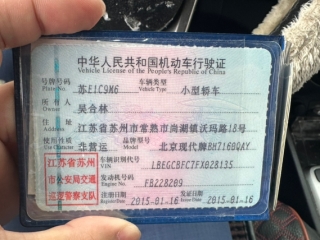 中华人民共和国机动车行驶证
Vehicle License of the People's Republic of China
号牌号码 Plate No. 苏E1C9M6 车辆类型 Vehicle Type 小型轿车
所有人 Owner 吴合林
住址 Address 江苏省苏州市常熟市尚湖镇沃玛路18号
使用性质 Use Character 非营运 品牌型号 Model 北京现代牌BH7160QAY
江苏省苏州 车辆识别代号 VIN LBEGCBFC7FX028135
市公安局交通 发动机号码 Engine No. FB228209
巡逻警察支队 注册日期 Register Date 2015-01-16 发证日期 Issue Date 2015-01-16